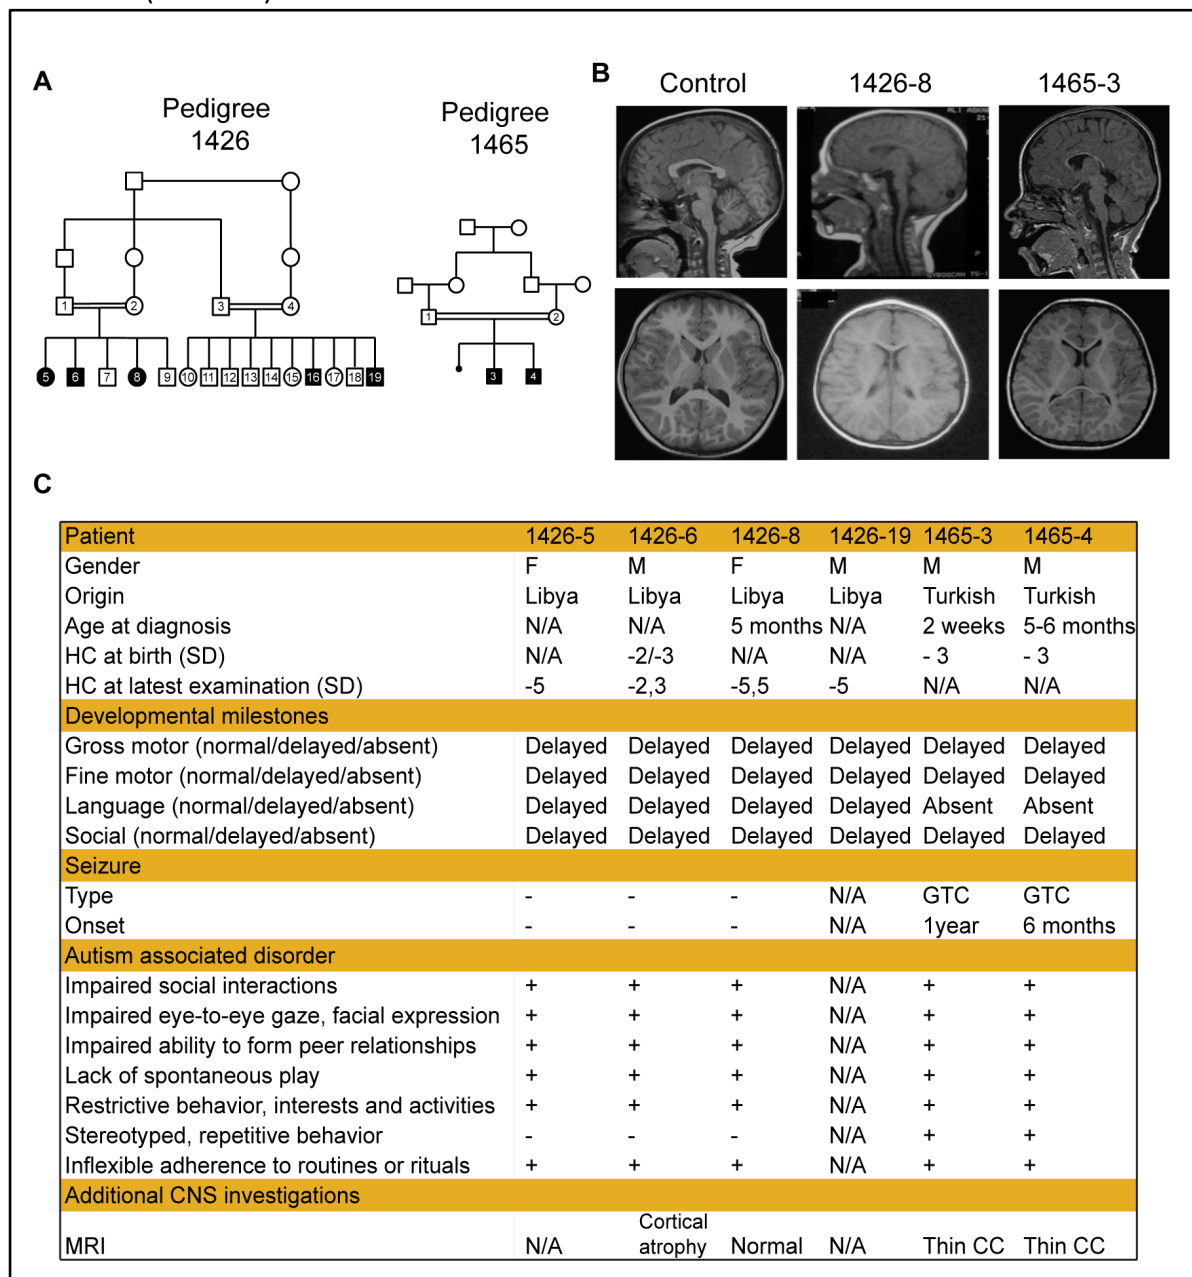 A
Pedigree
1426
Pedigree
1465
1 2 3 4
5 6 7 8 9 10 11 12 13 14 15 16 17 18 19
1 2
3 4
B
Control 1426-8 1465-3
C
Patient 1426-5 1426-6 1426-8 1426-19 1465-3 1465-4
Gender F M F M M M
Origin Libya Libya Libya Libya Turkish Turkish
Age at diagnosis N/A N/A 5 months N/A 2 weeks 5-6 months
HC at birth (SD) N/A -2/-3 N/A N/A - 3 - 3
HC at latest examination (SD) -5 -2,3 -5,5 -5 N/A N/A
Developmental milestones
Gross motor (normal/delayed/absent) Delayed Delayed Delayed Delayed Delayed Delayed
Fine motor (normal/delayed/absent) Delayed Delayed Delayed Delayed Delayed Delayed
Language (normal/delayed/absent) Delayed Delayed Delayed Delayed Absent Absent
Social (normal/delayed/absent) Delayed Delayed Delayed Delayed Delayed Delayed
Seizure
Type - - - N/A GTC GTC
Onset - - - N/A 1year 6 months
Autism associated disorder
Impaired social interactions + + + N/A + +
Impaired eye-to-eye gaze, facial expression + + + N/A + +
Impaired ability to form peer relationships + + + N/A + +
Lack of spontaneous play + + + N/A + +
Restrictive behavior, interests and activities + + + N/A + +
Stereotyped, repetitive behavior - - - N/A + +
Inflexible adherence to routines or rituals + + + N/A + +
Additional CNS investigations
MRI N/A Cortical atrophy Normal N/A Thin CC Thin CC